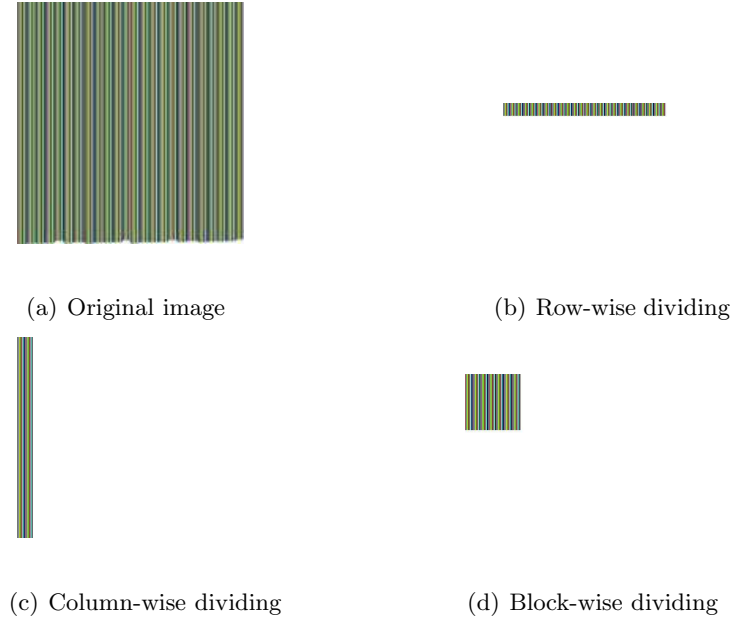 (a) Original image
(b) Row-wise dividing
(c) Column-wise dividing
(d) Block-wise dividing